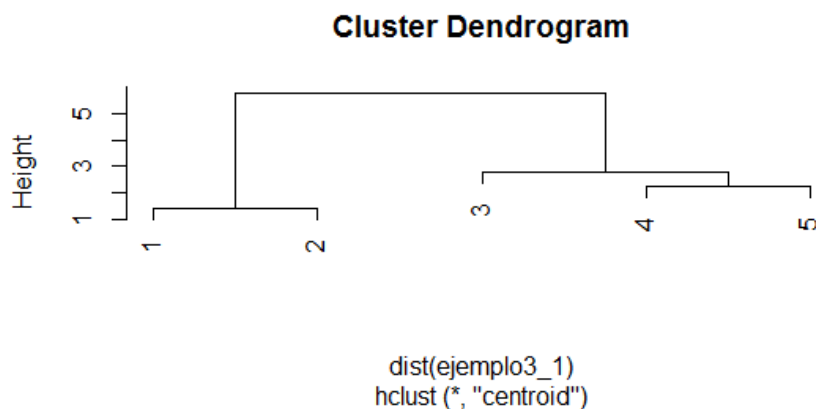 Cluster Dendrogram
Height
5
3
1
1
2
3
4
5
dist(ejemplo3_1)
hclust (*, "centroid")